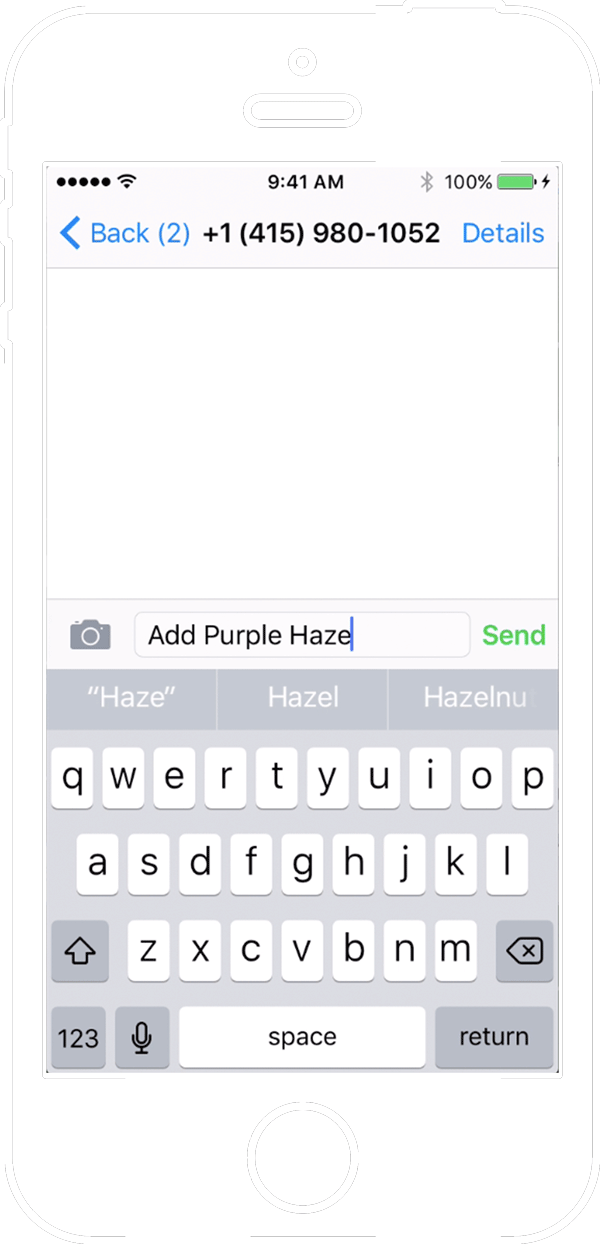 9:41 AM 100%
Back (2) +1 (415) 980-1052 Details
Add Purple Haze Send
“Haze” Hazel Hazelnu
q w e r t y u i o p
a s d f g h j k l
z x c v b n m
123 space return